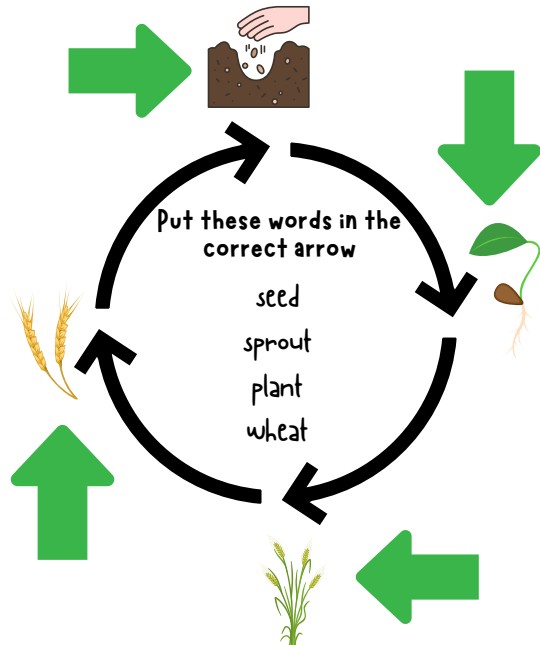 Put these words in the
correct arrow
seed
sprout
plant
wheat